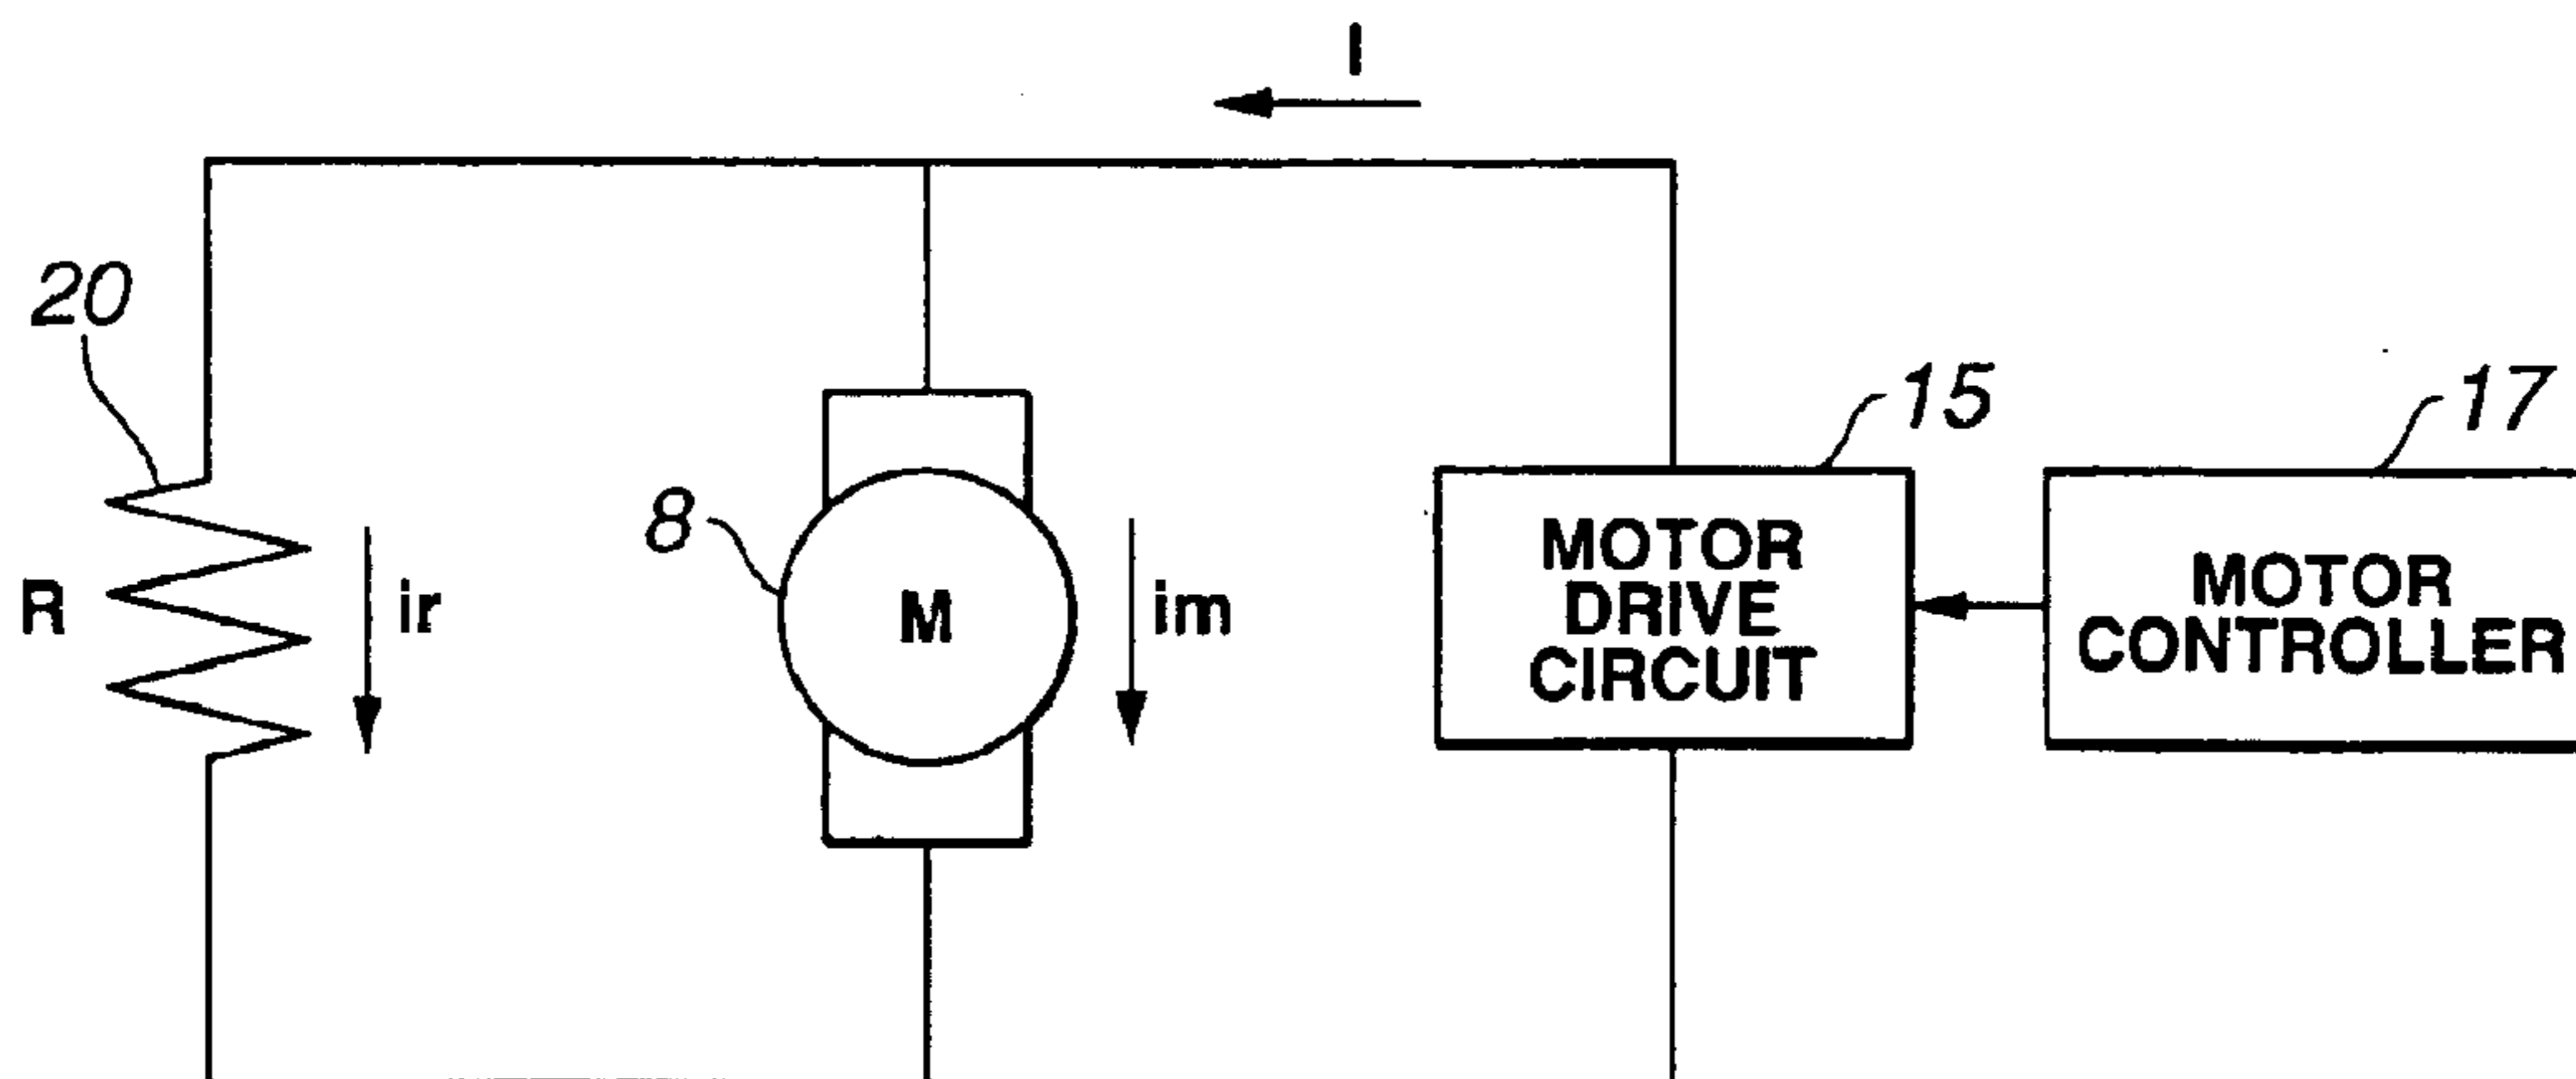 I
20
15
17
8
R
ir
M
im
MOTOR
DRIVE
CIRCUIT
MOTOR
CONTROLLER